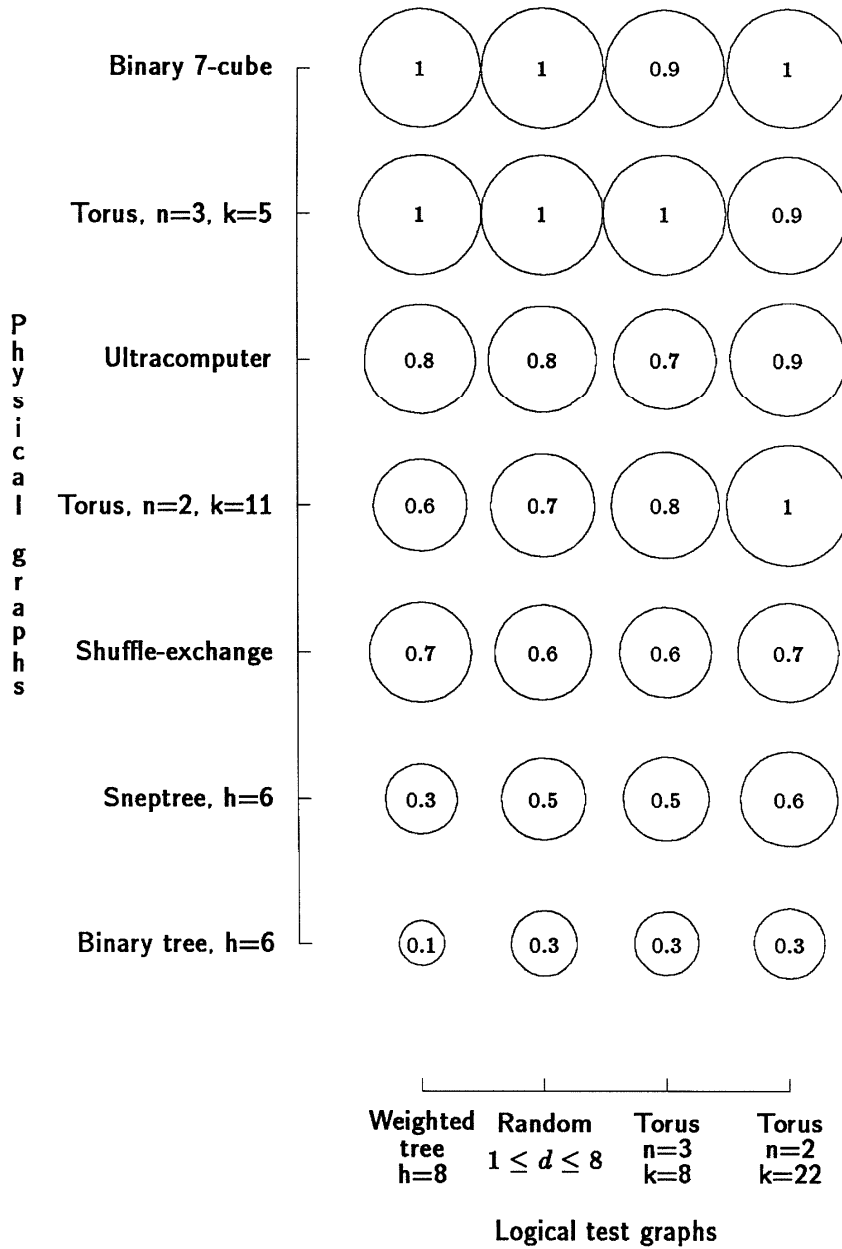 Binary 7-cube 1 1 0.9 1
Torus, n=3, k=5 1 1 1 0.9
Physical graphs
Ultracomputer 0.8 0.8 0.7 0.9
Torus, n=2, k=11 0.6 0.7 0.8 1
Shuffle-exchange 0.7 0.6 0.6 0.7
Sneptree, h=6 0.3 0.5 0.5 0.6
Binary tree, h=6 0.1 0.3 0.3 0.3
Weighted Random Torus Torus
tree 1 ≤ d ≤ 8 n=3 n=2
h=8 k=8 k=22
Logical test graphs